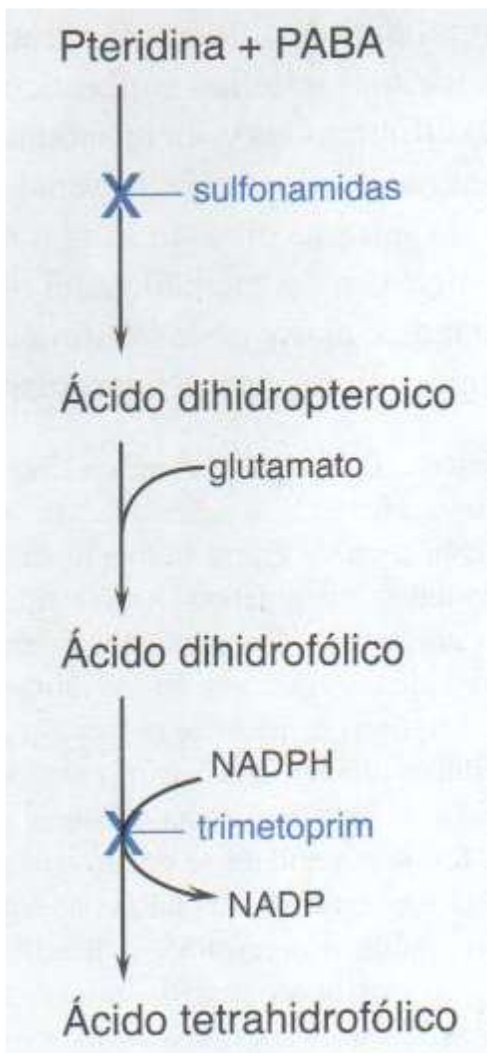 Pteridina + PABA
sulfonamidas
Ácido dihidropteroico
glutamato
Ácido dihidrofólico
NADPH
trimetoprim
NADP
Ácido tetrahidrofólico